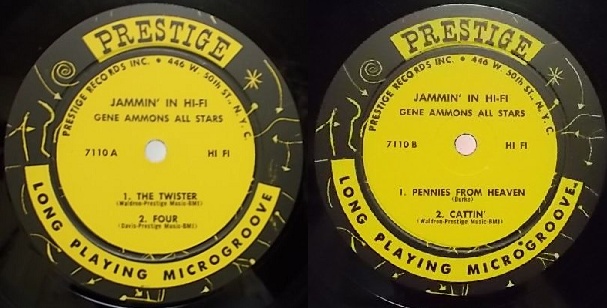 PRESTIGE
PRESTIGE RECORDS INC. • 446 W. 50th ST., N.Y.C.
JAMMIN' IN HI-FI
GENE AMMONS ALL STARS
7110 A HI FI
1. THE TWISTER
(Waldron-Prestige Music-BMI)
2. FOUR
(Davis-Prestige Music-BMI)
LONG PLAYING MICROGROOVE
PRESTIGE
PRESTIGE RECORDS INC. • 446 W. 50th ST., N.Y.C.
JAMMIN' IN HI-FI
GENE AMMONS ALL STARS
7110 B HI FI
1. PENNIES FROM HEAVEN
(Burke)
2. CATTIN'
(Waldron-Prestige Music-BMI)
LONG PLAYING MICROGROOVE